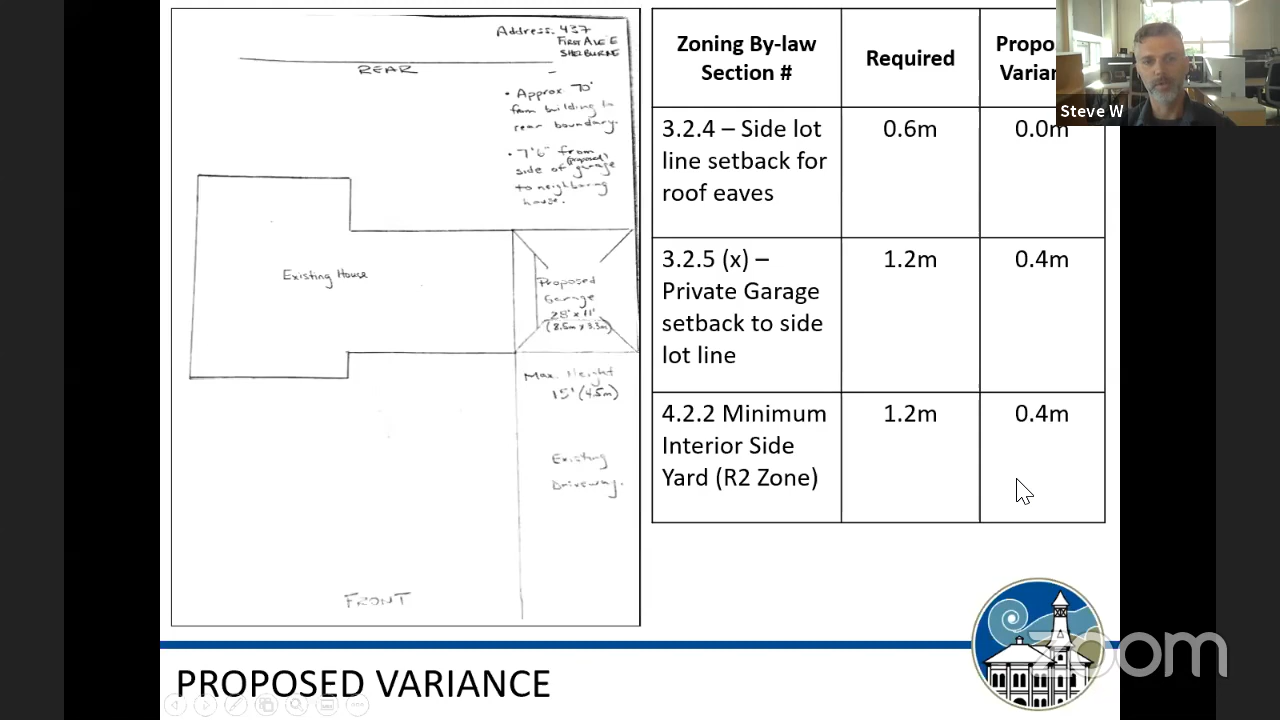 Address: 437
FIRST AVE E
SHELBURNE
REAR
• Approx 70'
from building to
rear boundary.
• 7'6" from
(proposed)
side of garage
to neighbouring
house.
Existing House
Proposed
Garage
28' x 11'
(8.5m x 3.3m)
Max. Height
15' (4.5m)
Existing
Driveway.
FRONT
Zoning By-law
Section #
Required
Propo
Varian
3.2.4 – Side lot
line setback for
roof eaves
0.6m
0.0m
3.2.5 (x) –
Private Garage
setback to side
lot line
1.2m
0.4m
4.2.2 Minimum
Interior Side
Yard (R2 Zone)
1.2m
0.4m
Steve W
zoom
PROPOSED VARIANCE